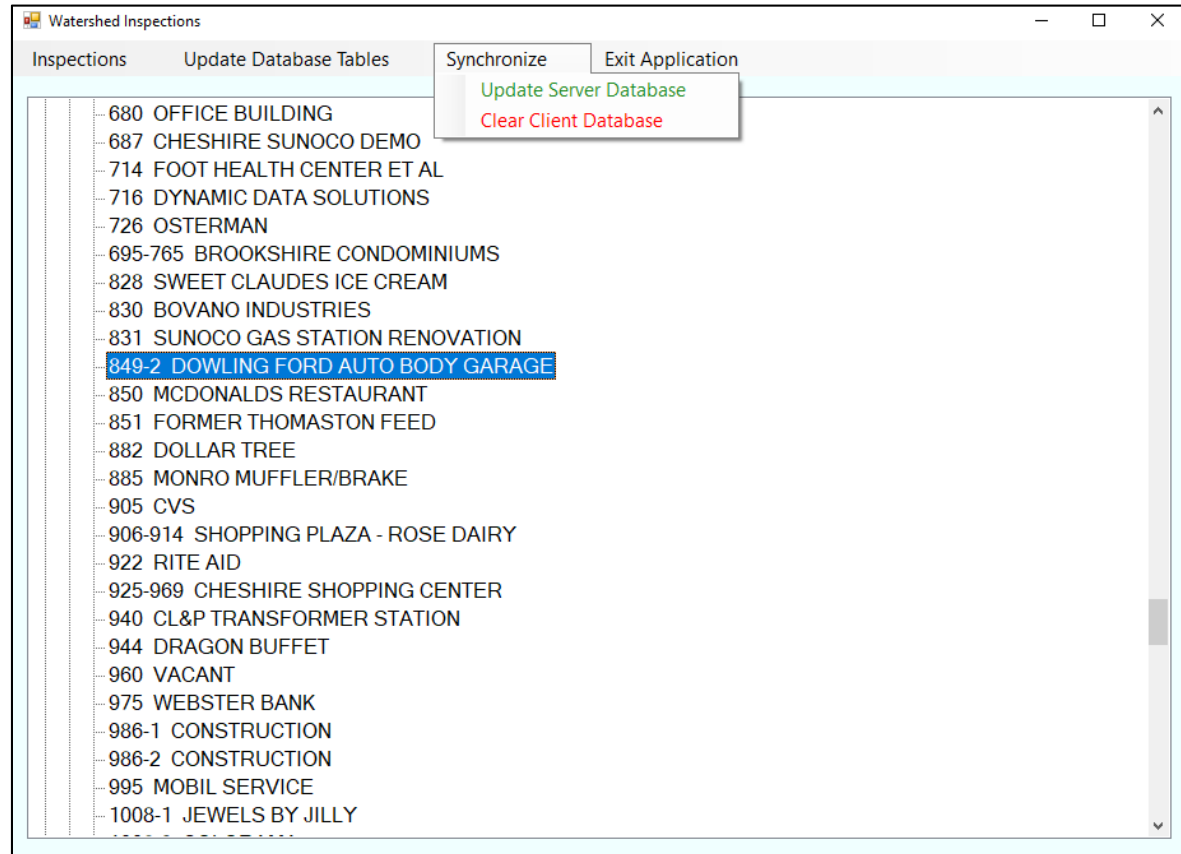 Watershed Inspections
Inspections Update Database Tables Synchronize Exit Application
Update Server Database
Clear Client Database
680 OFFICE BUILDING
687 CHESHIRE SUNOCO DEMO
714 FOOT HEALTH CENTER ET AL
716 DYNAMIC DATA SOLUTIONS
726 OSTERMAN
695-765 BROOKSHIRE CONDOMINIUMS
828 SWEET CLAUDES ICE CREAM
830 BOVANO INDUSTRIES
831 SUNOCO GAS STATION RENOVATION
849-2 DOWLING FORD AUTO BODY GARAGE
850 MCDONALDS RESTAURANT
851 FORMER THOMASTON FEED
882 DOLLAR TREE
885 MONRO MUFFLER/BRAKE
905 CVS
906-914 SHOPPING PLAZA - ROSE DAIRY
922 RITE AID
925-969 CHESHIRE SHOPPING CENTER
940 CL&P TRANSFORMER STATION
944 DRAGON BUFFET
960 VACANT
975 WEBSTER BANK
986-1 CONSTRUCTION
986-2 CONSTRUCTION
995 MOBIL SERVICE
1008-1 JEWELS BY JILLY